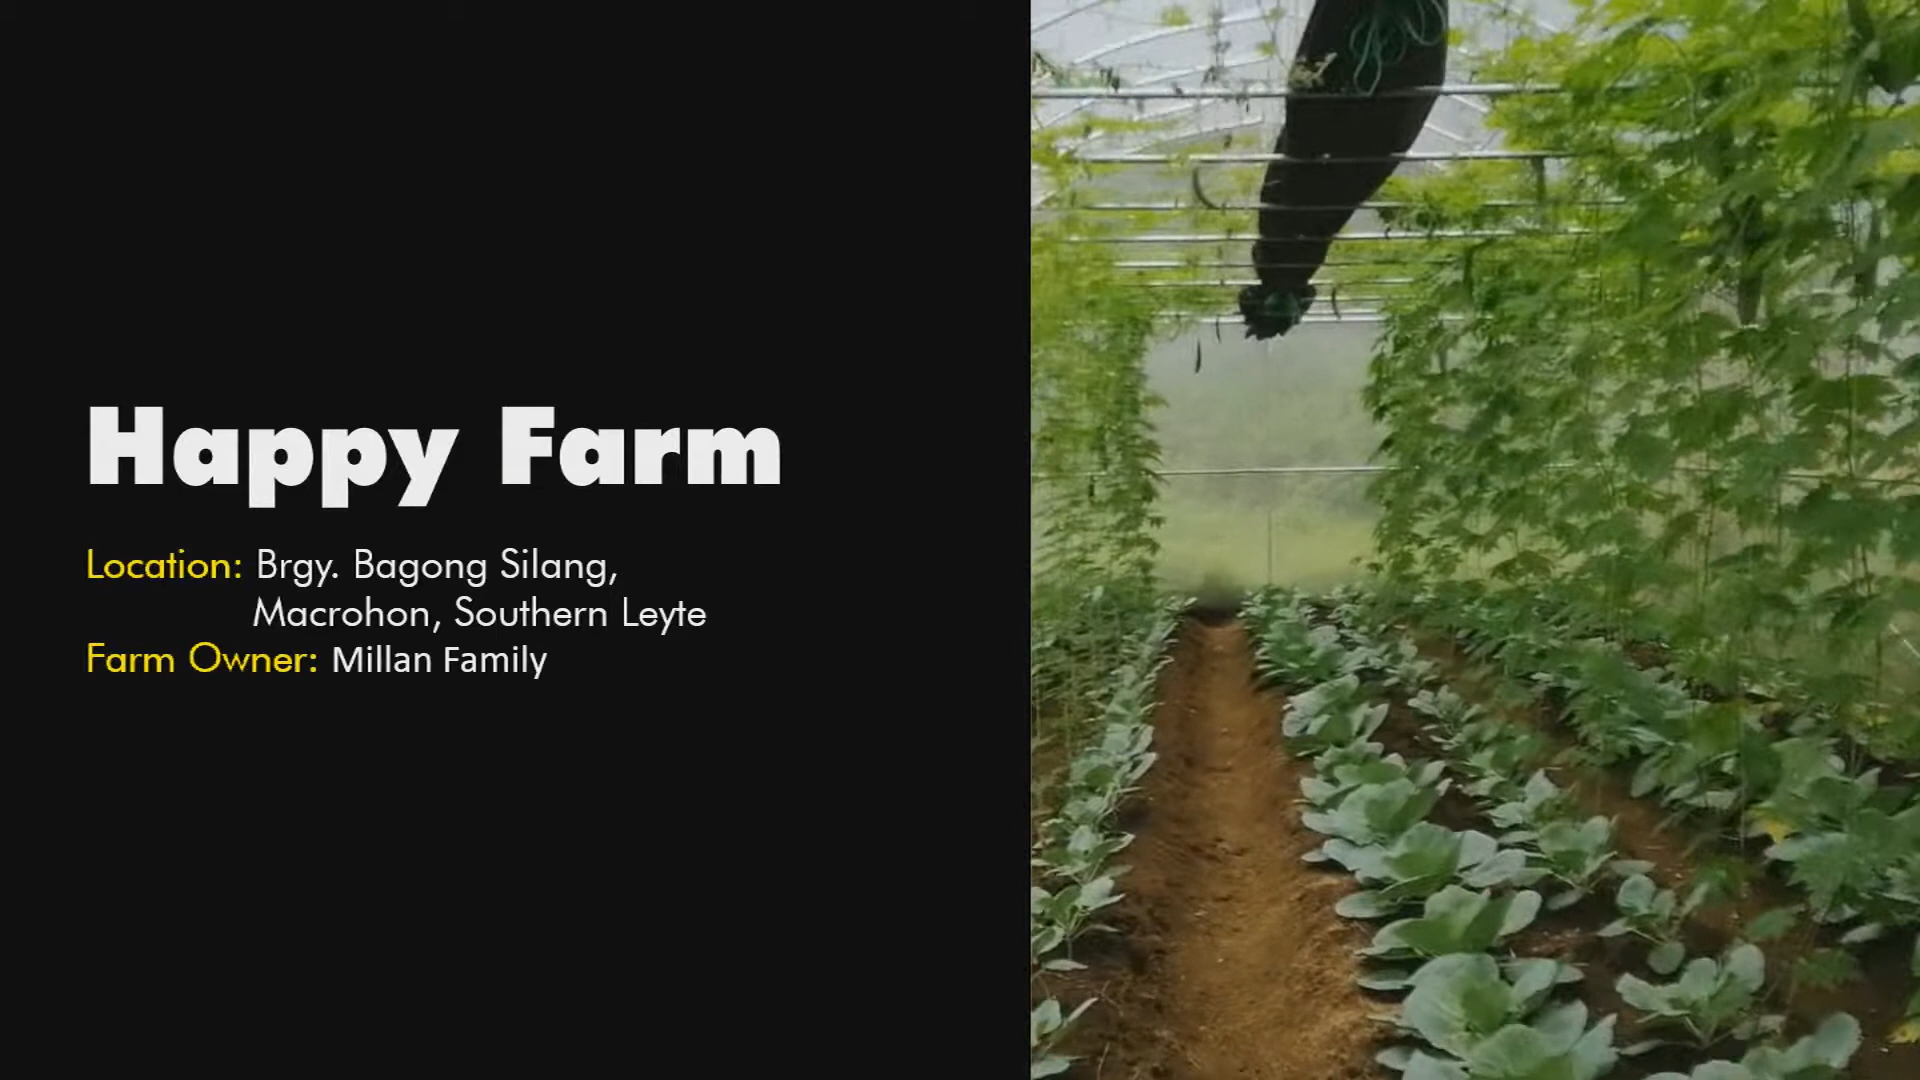 Happy Farm
Location: Brgy. Bagong Silang,
Macrohon, Southern Leyte
Farm Owner: Millan Family